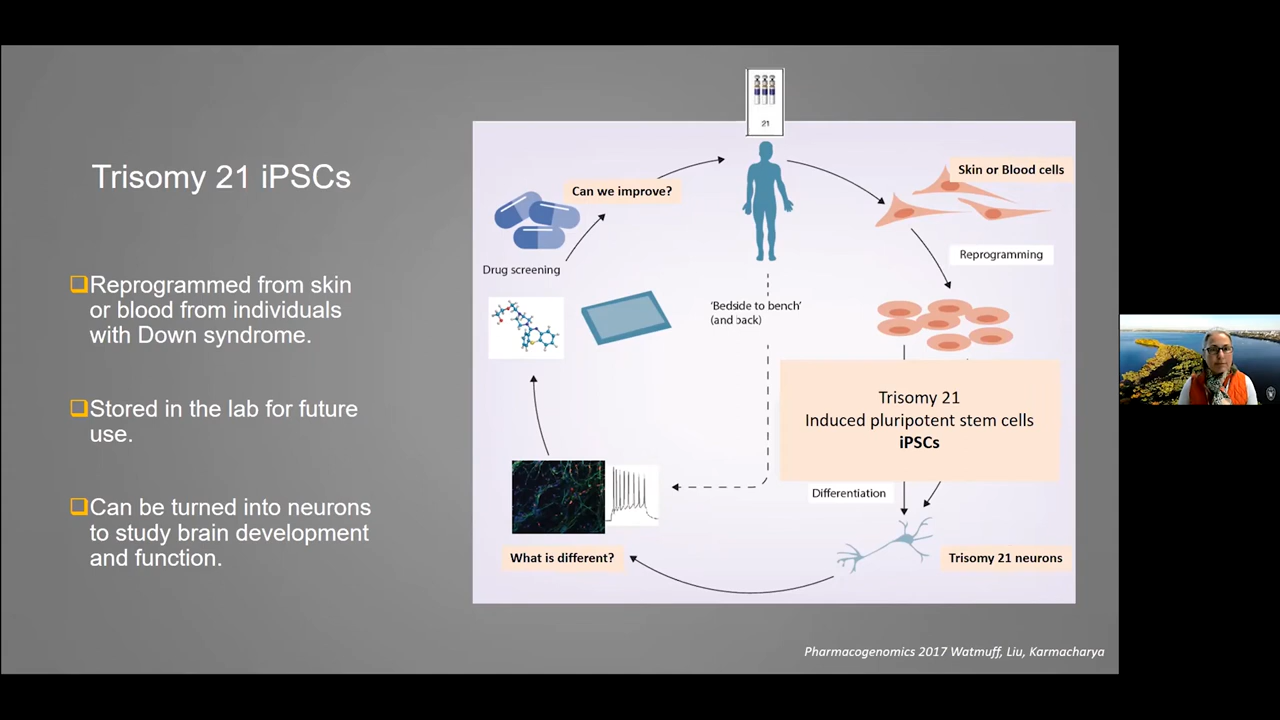 Trisomy 21 iPSCs
❑Reprogrammed from skin
or blood from individuals
with Down syndrome.
❑Stored in the lab for future
use.
❑Can be turned into neurons
to study brain development
and function.
21
Can we improve?
Skin or Blood cells
Reprogramming
Drug screening
'Bedside to bench'
(and back)
Trisomy 21
Induced pluripotent stem cells
iPSCs
Differentiation
What is different?
Trisomy 21 neurons
Pharmacogenomics 2017 Watmuff, Liu, Karmacharya